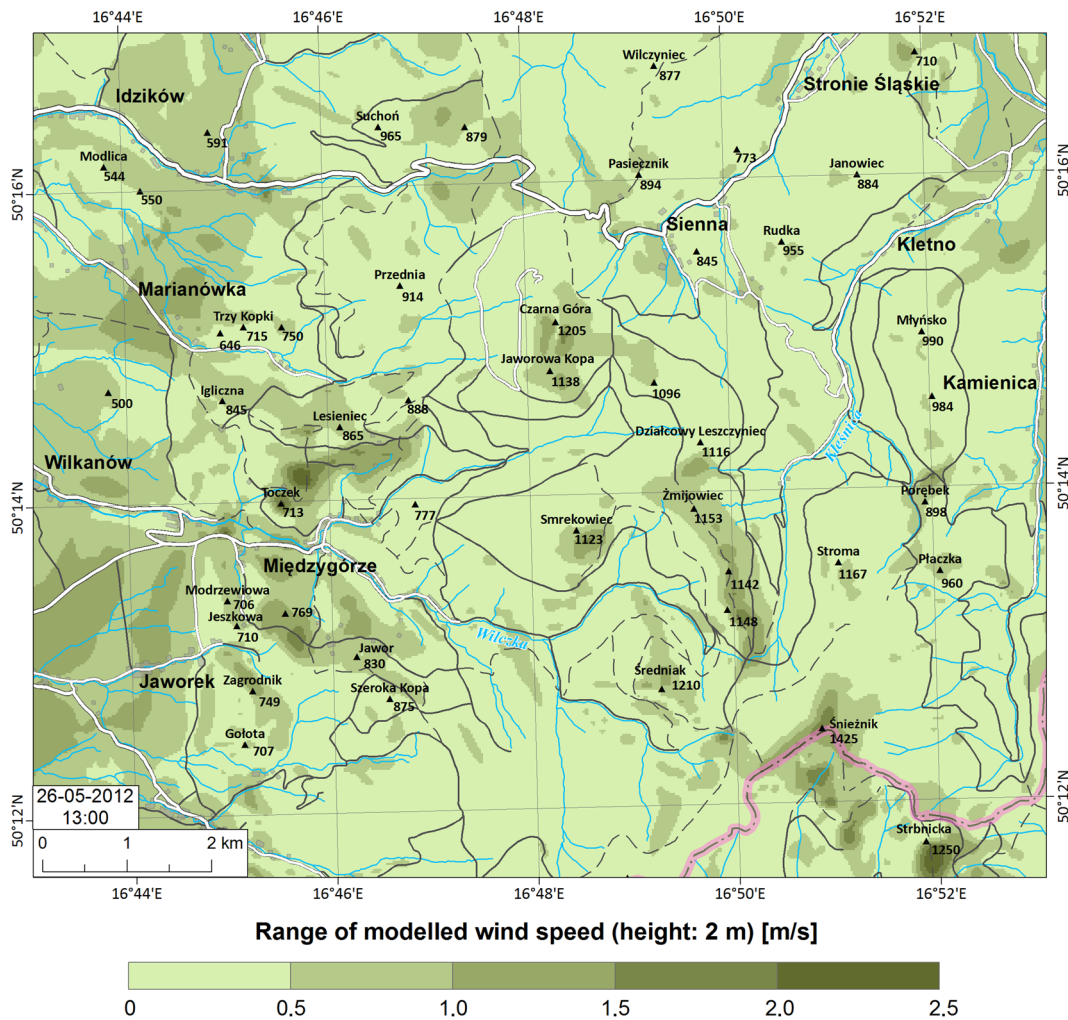 16°44'E 16°46'E 16°48'E 16°50'E 16°52'E
Wilczyniec
877
710
Stronie Śląskie
Idzików
Suchoń
965
879
591
773
Modlica
544
Pasiecznik
894
Janowiec
884
50°16'N
50°16'N
550
Sienna
Rudka
955
Kletno
845
Przednia
914
Marianówka
Trzy Kopki
715
750
646
Czarna Góra
1205
Młyńsko
990
Jaworowa Kopa
1138
Kamienica
1096
984
500
Igliczna
845
888
Lesieniec
865
Działcowy Leszczyniec
1116
Kleśnica
Wilkanów
50°14'N
50°14'N
Toczek
713
777
Żmijowiec
1153
Porębek
898
Smrekowiec
1123
Stroma
1167
Płaczka
960
Międzygórze
1142
Modrzewiowa
706
769
1148
Jeszkowa
710
Wilczka
Jawor
830
Jaworek
Zagrodnik
749
Szeroka Kopa
875
Średniak
1210
Gołota
707
Śnieżnik
1425
50°12'N
50°12'N
26-05-2012
13:00
Strbnicka
1250
0 1 2 km
16°44'E 16°46'E 16°48'E 16°50'E 16°52'E
Range of modelled wind speed (height: 2 m) [m/s]
0 0.5 1.0 1.5 2.0 2.5